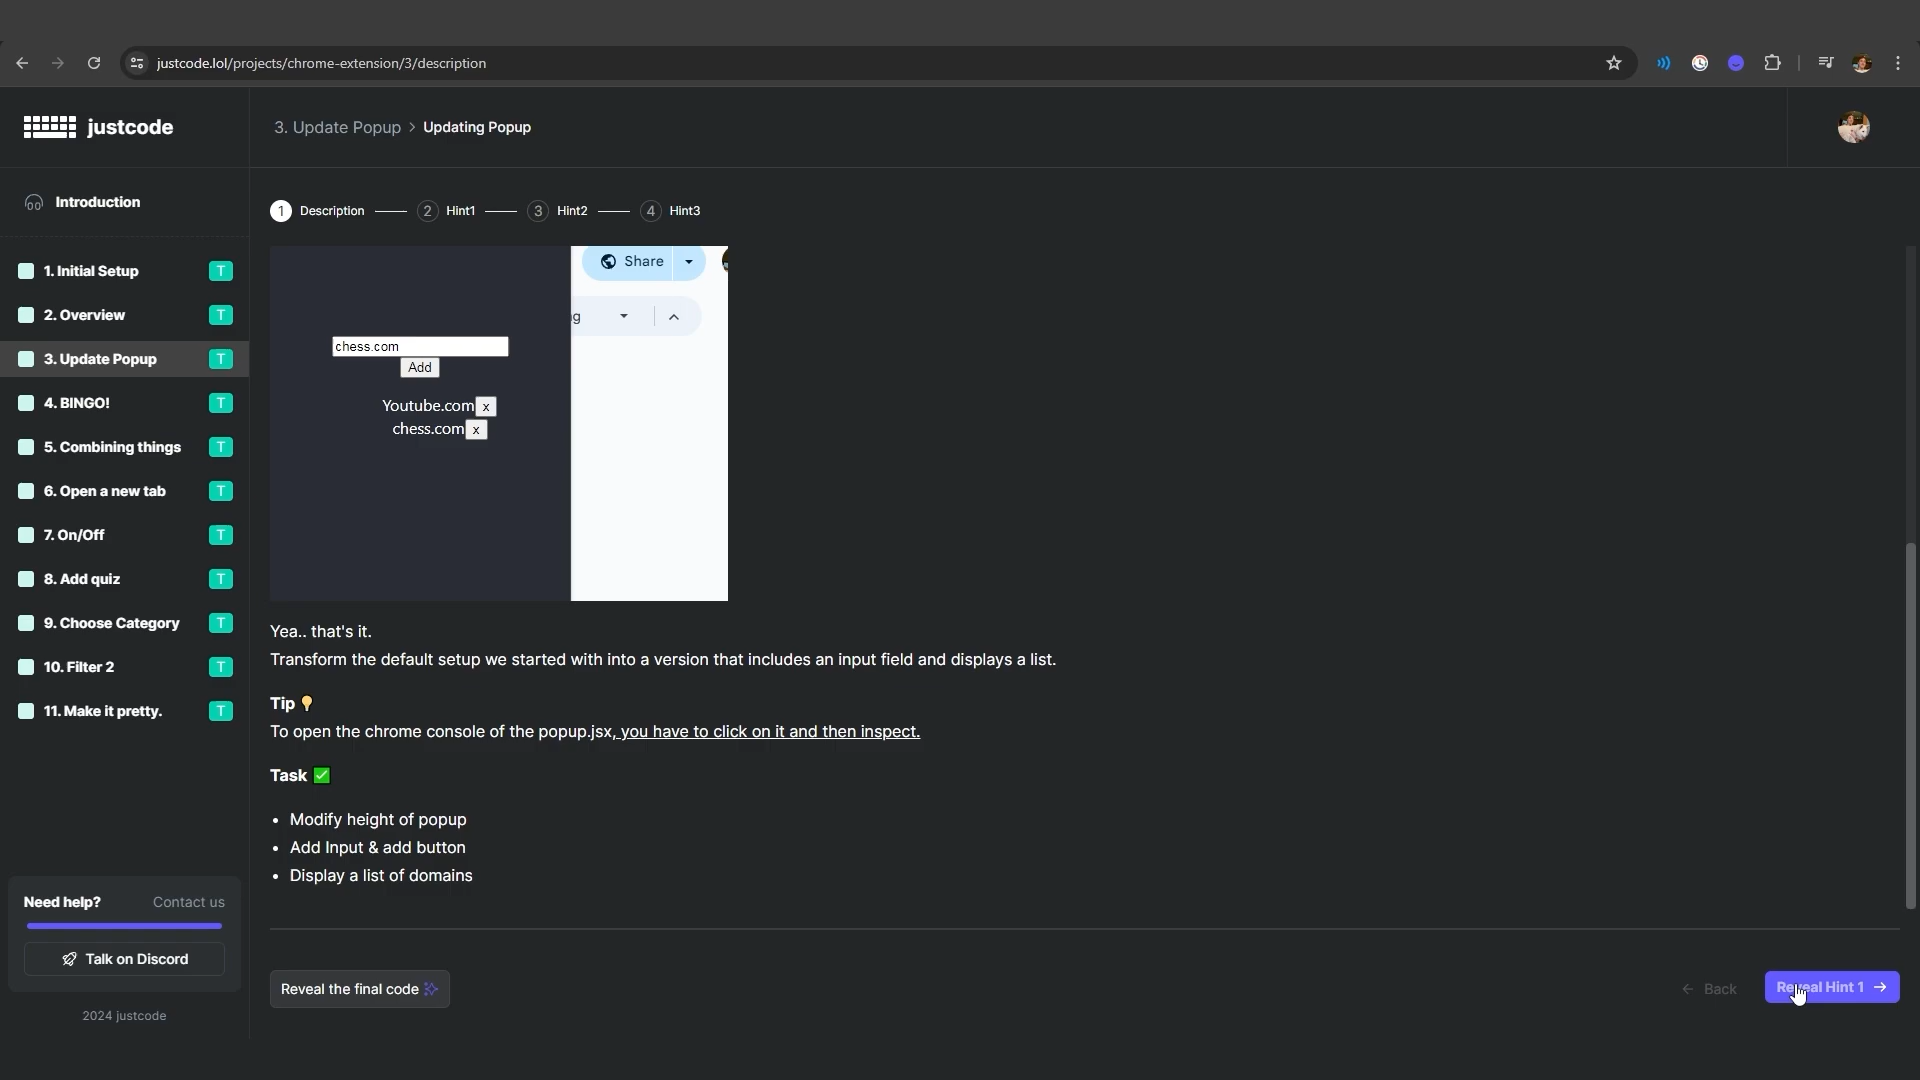 justcode.lol/projects/chrome-extension/3/description
justcode
3. Update Popup > Updating Popup
Introduction
1 Description
2 Hint1
3 Hint2
4 Hint3
1. Initial Setup T
2. Overview T
3. Update Popup T
4. BINGO! T
5. Combining things T
6. Open a new tab T
7. On/Off T
8. Add quiz T
9. Choose Category T
10. Filter 2 T
11. Make it pretty. T
Share
g
chess.com
Add
Youtube.com x
chess.com x
Yea.. that's it.
Transform the default setup we started with into a version that includes an input field and displays a list.
Tip 💡
To open the chrome console of the popup.jsx, you have to click on it and then inspect.
Task ✅
• Modify height of popup
• Add Input & add button
• Display a list of domains
Need help? Contact us
Talk on Discord
2024 justcode
Reveal the final code
← Back
Reveal Hint 1 →